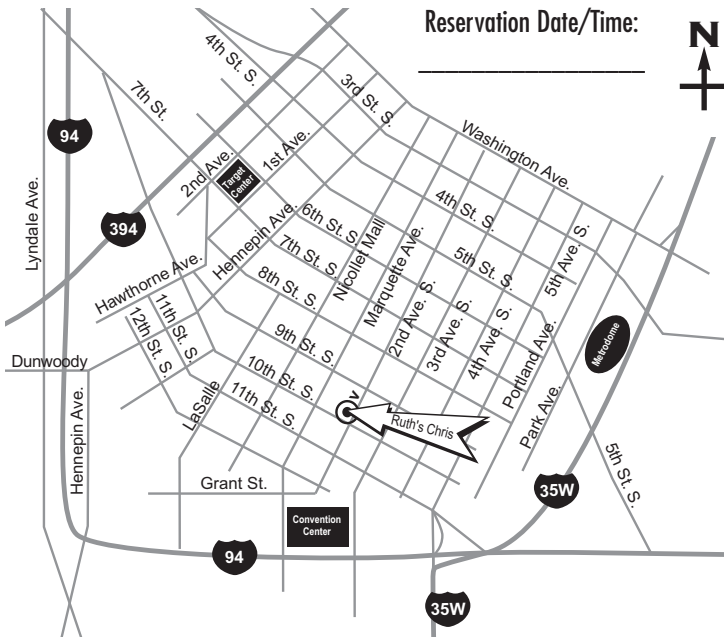 Reservation Date/Time:
N
4th St. S.
3rd St. S.
7th St.
Washington Ave.
94
1st Ave.
2nd Ave.
Target
Center
Lyndale Ave.
394
Hennepin Ave.
6th St. S.
7th St. S.
8th St. S.
Nicollet Mall
Marquette Ave.
4th St. S.
5th St. S.
5th Ave. S.
Hawthorne Ave.
11th St. S.
12th St. S.
2nd Ave. S.
3rd Ave. S.
4th Ave. S.
Portland Ave.
Park Ave.
Metrodome
Dunwoody
9th St. S.
10th St. S.
11th St. S.
LaSalle
Hennepin Ave.
V
Ruth's Chris
Grant St.
Convention
Center
35W
5th St. S.
94
35W